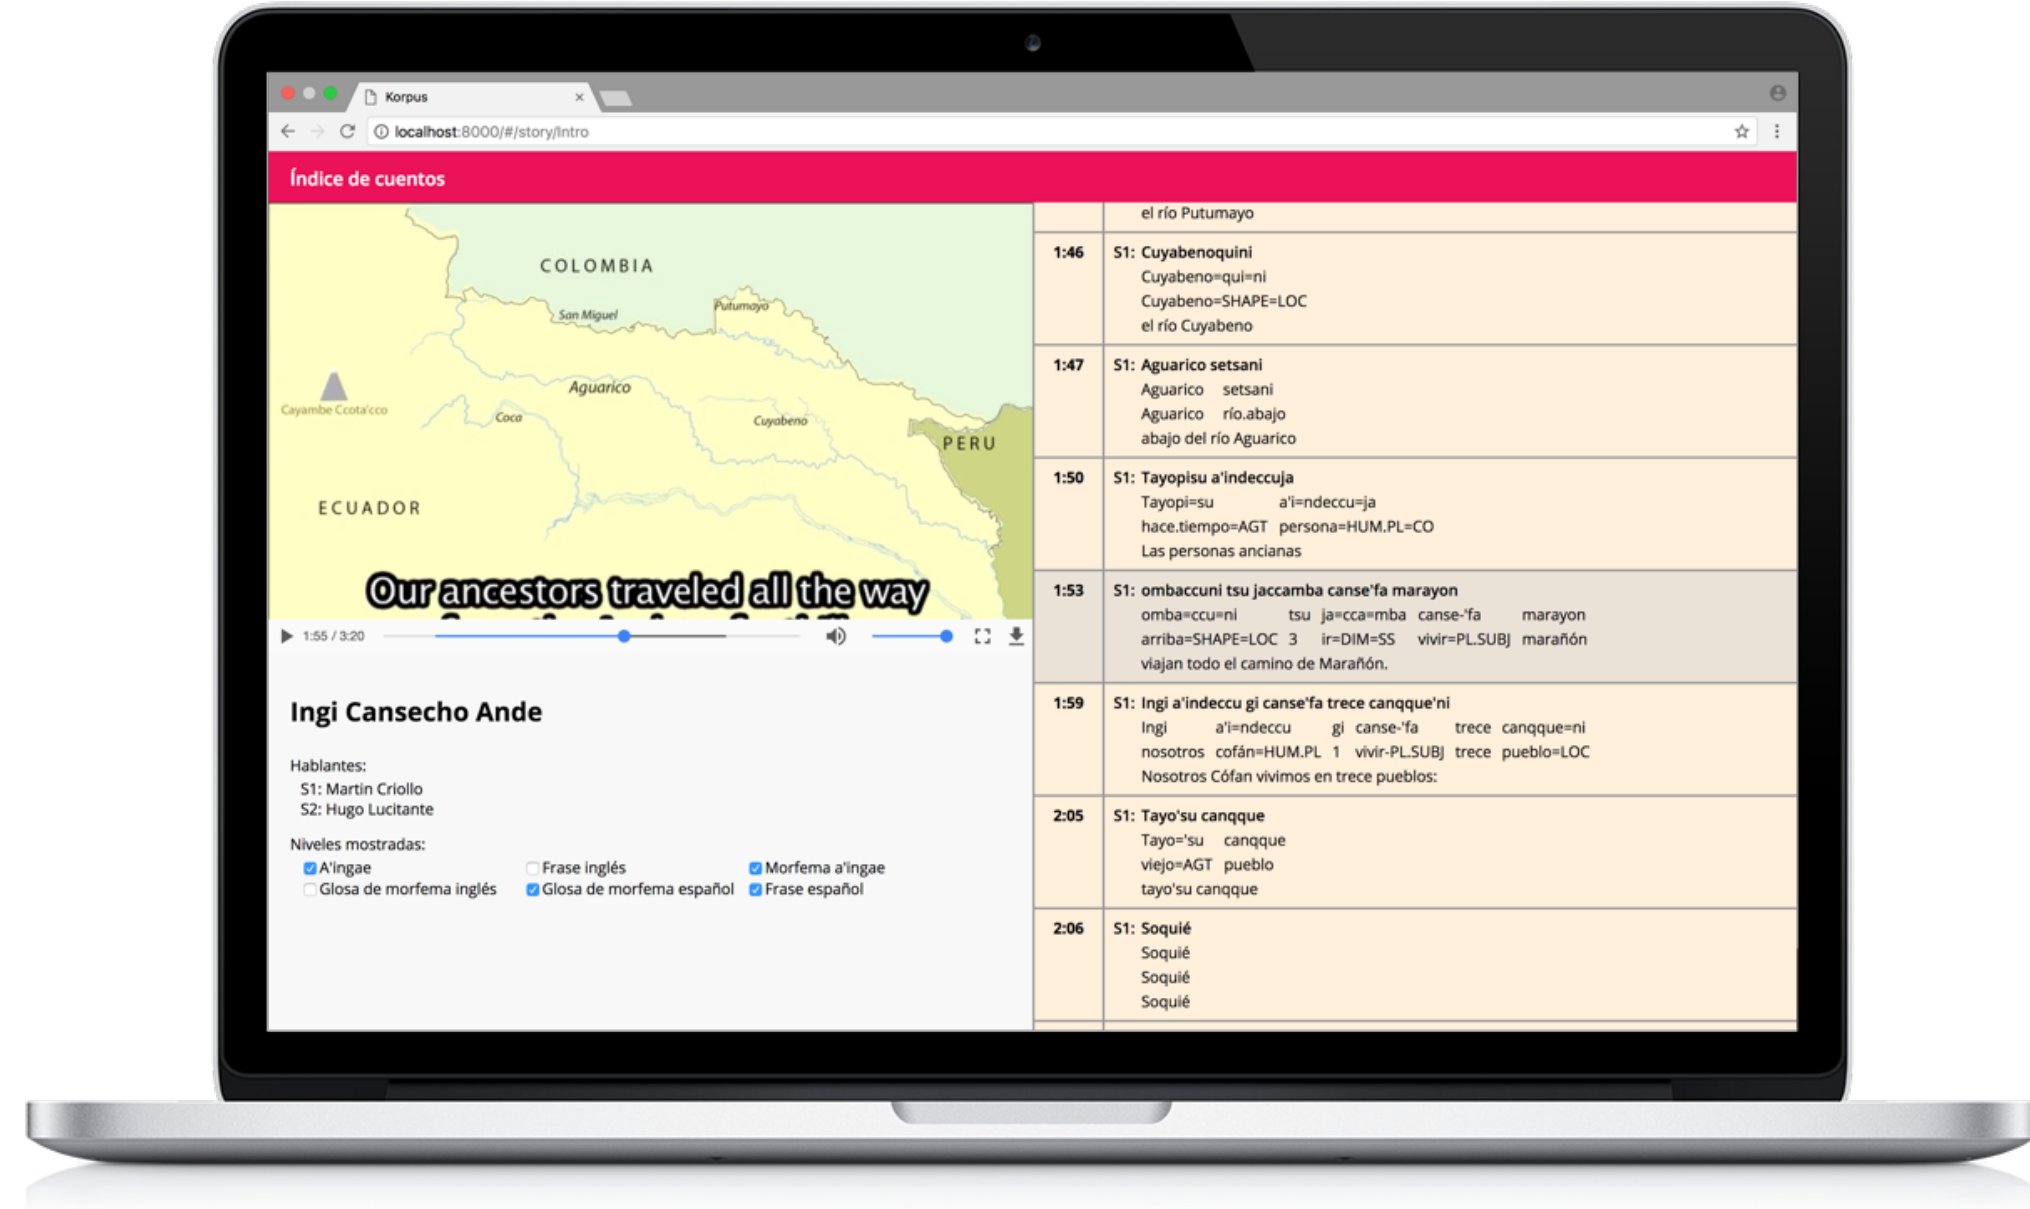 Korpus
localhost:8000/#/story/Intro
Índice de cuentos
COLOMBIA
San Miguel
Putumayo
Aguarico
Cayambe Ccota'cco
Coca
Cuyabeno
PERU
ECUADOR
Our ancestors traveled all the way
1:55 / 3:20
Ingi Cansecho Ande
Hablantes:
S1: Martin Criollo
S2: Hugo Lucitante
Niveles mostradas:
A'ingae Frase inglés Morfema a'ingae
Glosa de morfema inglés Glosa de morfema español Frase español
el río Putumayo
1:46 S1: Cuyabenoquini
Cuyabeno=qui=ni
Cuyabeno=SHAPE=LOC
el río Cuyabeno
1:47 S1: Aguarico setsani
Aguarico setsani
Aguarico río.abajo
abajo del río Aguarico
1:50 S1: Tayopisu a'indeccuja
Tayopi=su a'i=ndeccu=ja
hace.tiempo=AGT persona=HUM.PL=CO
Las personas ancianas
1:53 S1: ombaccuni tsu jaccamba canse'fa marayon
omba=ccu=ni tsu ja=cca=mba canse-'fa marayon
arriba=SHAPE=LOC 3 ir=DIM=SS vivir=PL.SUBJ marañón
viajan todo el camino de Marañón.
1:59 S1: Ingi a'indeccu gi canse'fa trece canqque'ni
Ingi a'i=ndeccu gi canse-'fa trece canqque=ni
nosotros cofán=HUM.PL 1 vivir-PL.SUBJ trece pueblo=LOC
Nosotros Cófan vivimos en trece pueblos:
2:05 S1: Tayo'su canqque
Tayo='su canqque
viejo=AGT pueblo
tayo'su canqque
2:06 S1: Soquié
Soquié
Soquié
Soquié